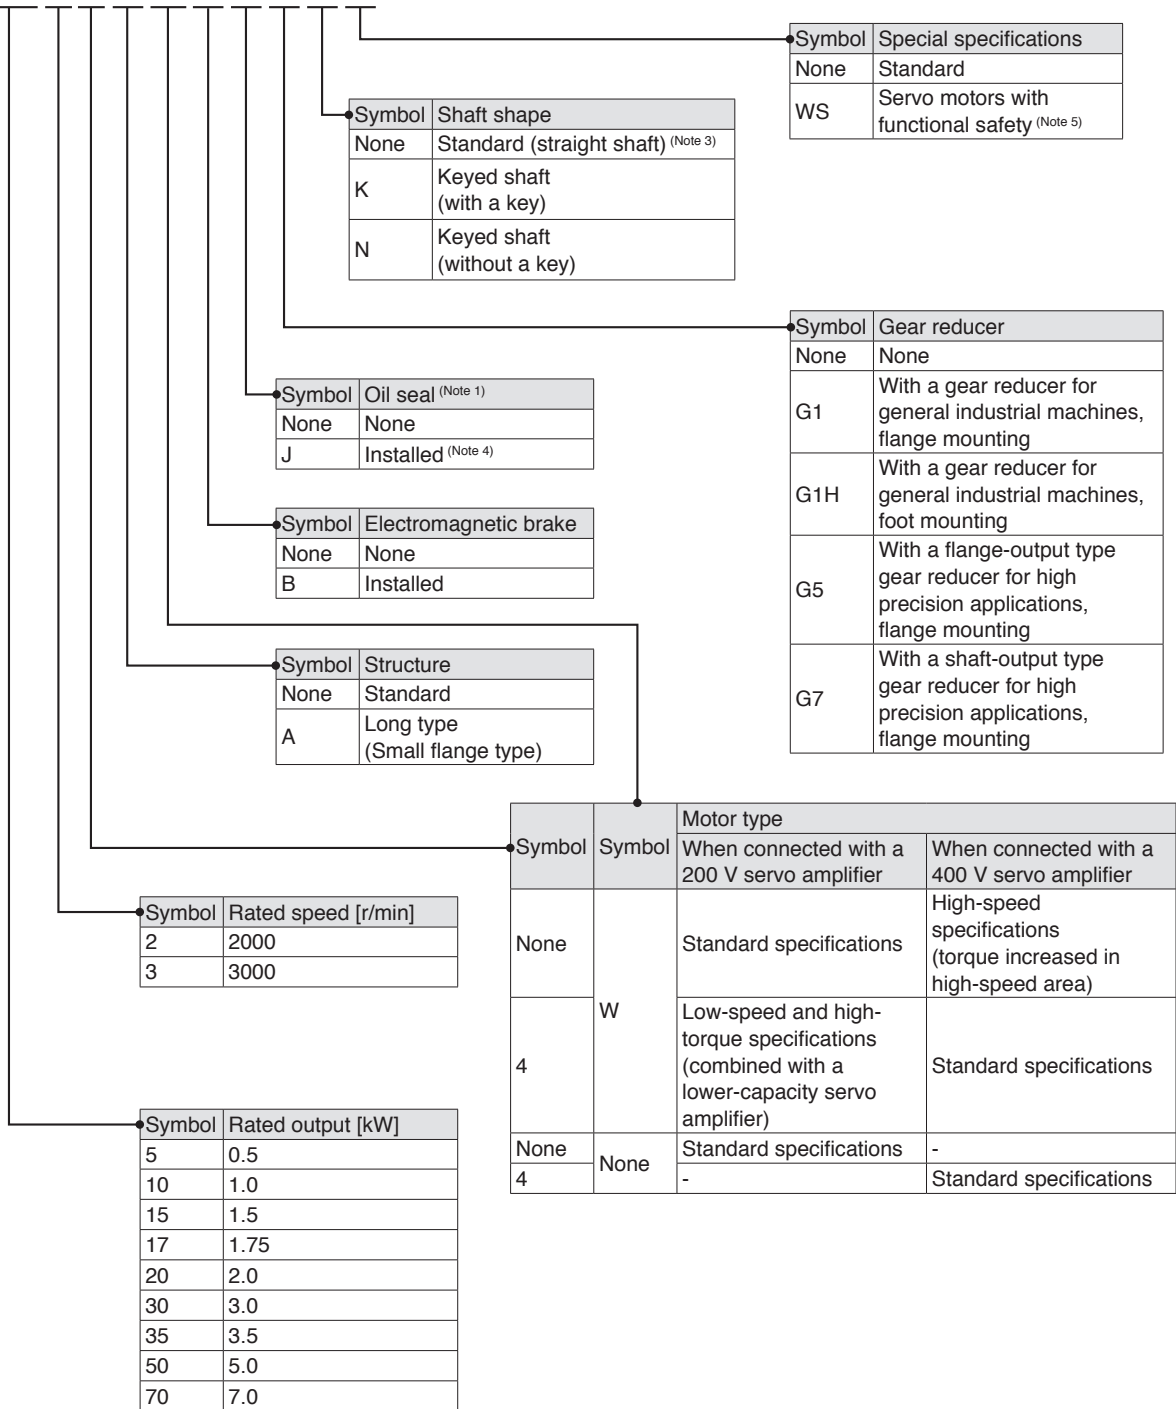 Symbol Special specifications
None Standard
WS Servo motors with
functional safety (Note 5)
Symbol Shaft shape
None Standard (straight shaft) (Note 3)
K Keyed shaft
(with a key)
N Keyed shaft
(without a key)
Symbol Gear reducer
None None
G1 With a gear reducer for
general industrial machines,
flange mounting
G1H With a gear reducer for
general industrial machines,
foot mounting
G5 With a flange-output type
gear reducer for high
precision applications,
flange mounting
G7 With a shaft-output type
gear reducer for high
precision applications,
flange mounting
Symbol Oil seal (Note 1)
None None
J Installed (Note 4)
Symbol Electromagnetic brake
None None
B Installed
Symbol Structure
None Standard
A Long type
(Small flange type)
Symbol Symbol Motor type
When connected with a
200 V servo amplifier
When connected with a
400 V servo amplifier
None W Standard specifications
High-speed
specifications
(torque increased in
high-speed area)
4 Low-speed and high-
torque specifications
(combined with a
lower-capacity servo
amplifier)
Standard specifications
None None Standard specifications -
4 - Standard specifications
Symbol Rated speed [r/min]
2 2000
3 3000
Symbol Rated output [kW]
5 0.5
10 1.0
15 1.5
17 1.75
20 2.0
30 3.0
35 3.5
50 5.0
70 7.0